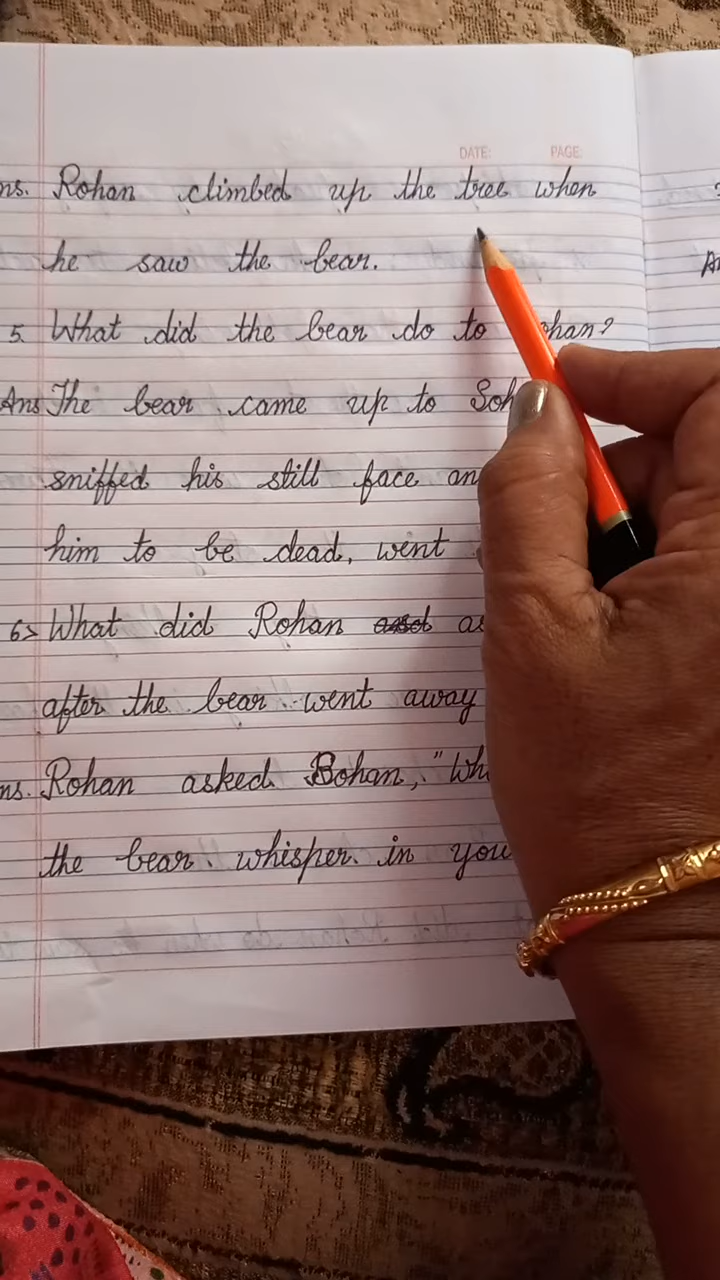 DATE: PAGE:
ns. Rohan climbed up the tree when
he saw the bear.
5. What did the bear do to ohan?
Ans The bear came up to Soh
sniffed his still face an
him to be dead, went
6> What did Rohan as
after the bear went away
ns. Rohan asked Bohan, "Wh
the bear whisper in you